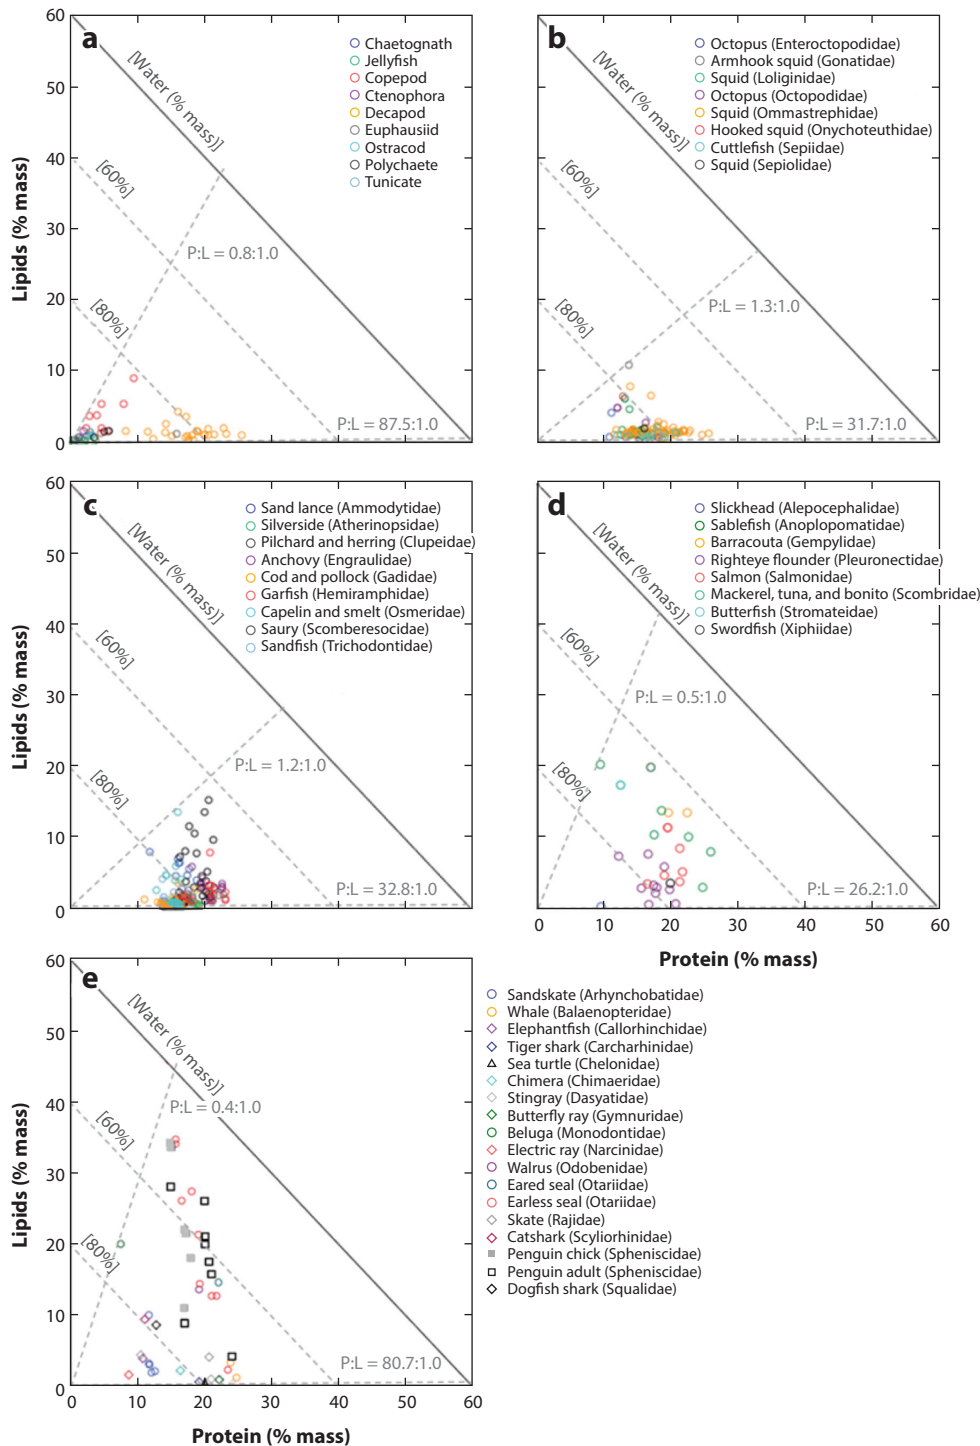 60
a
b
Chaetognath
Jellyfish
Copepod
Ctenophora
Decapod
Euphausiid
Ostracod
Polychaete
Tunicate
Octopus (Enteroctopodidae)
Armhook squid (Gonatidae)
Squid (Loliginidae)
Octopus (Octopodidae)
Squid (Ommastrephidae)
Hooked squid (Onychoteuthidae)
Cuttlefish (Sepiidae)
Squid (Sepiolidae)
50
40
30
20
10
0
Lipids (% mass)
[Water (% mass)]
[60%]
[80%]
P:L = 0.8:1.0
P:L = 87.5:1.0
[Water (% mass)]
[60%]
[80%]
P:L = 1.3:1.0
P:L = 31.7:1.0
60
c
d
Sand lance (Ammodytidae)
Silverside (Atherinopsidae)
Pilchard and herring (Clupeidae)
Anchovy (Engraulidae)
Cod and pollock (Gadidae)
Garfish (Hemiramphidae)
Capelin and smelt (Osmeridae)
Saury (Scomberesocidae)
Sandfish (Trichodontidae)
Slickhead (Alepocephalidae)
Sablefish (Anoplopomatidae)
Barracouta (Gempylidae)
Righteye flounder (Pleuronectidae)
Salmon (Salmonidae)
Mackerel, tuna, and bonito (Scombridae)
Butterfish (Stromateidae)
Swordfish (Xiphiidae)
50
40
30
20
10
0
Lipids (% mass)
[Water (% mass)]
[60%]
[80%]
P:L = 1.2:1.0
P:L = 32.8:1.0
[Water (% mass)]
[60%]
[80%]
P:L = 0.5:1.0
P:L = 26.2:1.0
0 10 20 30 40 50 60
Protein (% mass)
60
e
50
40
30
20
10
0
Lipids (% mass)
[Water (% mass)]
[60%]
[80%]
P:L = 0.4:1.0
P:L = 80.7:1.0
0 10 20 30 40 50 60
Protein (% mass)
Sandskate (Arhynchobatidae)
Whale (Balaenopteridae)
Elephantfish (Callorhinchidae)
Tiger shark (Carcharhinidae)
Sea turtle (Chelonidae)
Chimera (Chimaeridae)
Stingray (Dasyatidae)
Butterfly ray (Gymnuridae)
Beluga (Monodontidae)
Electric ray (Narcinidae)
Walrus (Odobenidae)
Eared seal (Otariidae)
Earless seal (Otariidae)
Skate (Rajidae)
Catshark (Scyliorhinidae)
Penguin chick (Spheniscidae)
Penguin adult (Spheniscidae)
Dogfish shark (Squalidae)